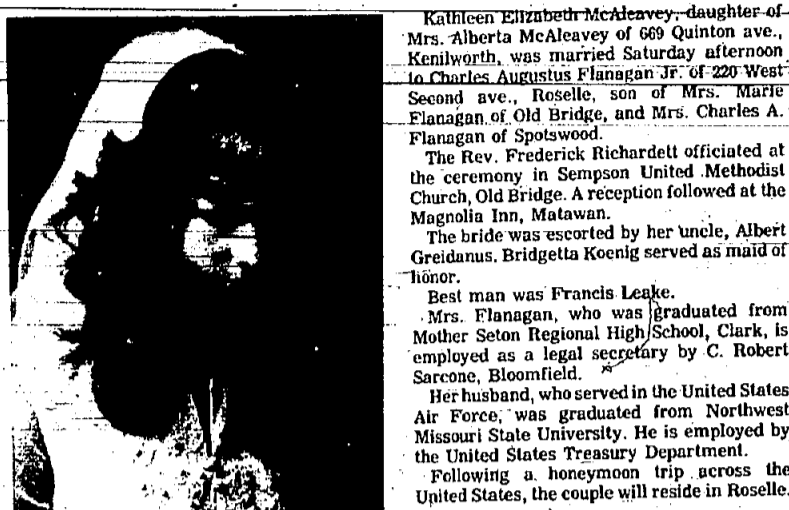 Kathleen Elizabeth McAleavey, daughter of
Mrs. Alberta McAleavey of 669 Quinton ave.,
Kenilworth, was married Saturday afternoon
to Charles Augustus Flanagan Jr. of 220 West
Second ave., Roselle, son of Mrs. Marie
Flanagan of Old Bridge, and Mrs. Charles A.
Flanagan of Spotswood.
The Rev. Frederick Richardett officiated at
the ceremony in Sempson United Methodist
Church, Old Bridge. A reception followed at the
Magnolia Inn, Matawan.
The bride was escorted by her uncle, Albert
Greidanus. Bridgetta Koenig served as maid of
honor.
Best man was Francis Leake.
Mrs. Flanagan, who was graduated from
Mother Seton Regional High School, Clark, is
employed as a legal secretary by C. Robert
Sarcone, Bloomfield.
Her husband, who served in the United States
Air Force, was graduated from Northwest
Missouri State University. He is employed by
the United States Treasury Department.
Following a honeymoon trip across the
United States, the couple will reside in Roselle.